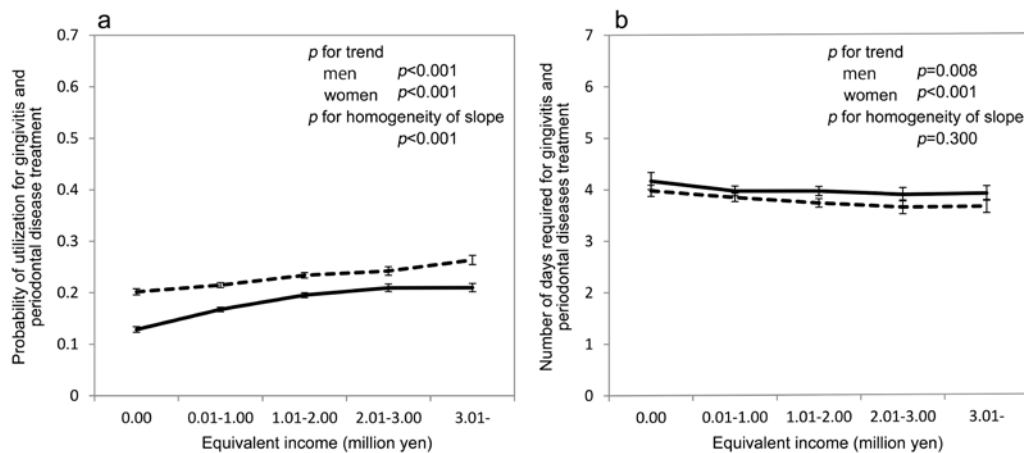 a
Probability of utilization for gingivitis and
periodontal disease treatment
0.7
0.6
0.5
0.4
0.3
0.2
0.1
0
p for trend
men p<0.001
women p<0.001
p for homogeneity of slope
p<0.001
0.00 0.01-1.00 1.01-2.00 2.01-3.00 3.01-
Equivalent income (million yen)
b
Number of days required for gingivitis and
periodontal diseases treatment
7
6
5
4
3
2
1
0
p for trend
men p=0.008
women p<0.001
p for homogeneity of slope
p=0.300
0.00 0.01-1.00 1.01-2.00 2.01-3.00 3.01-
Equivalent income (million yen)